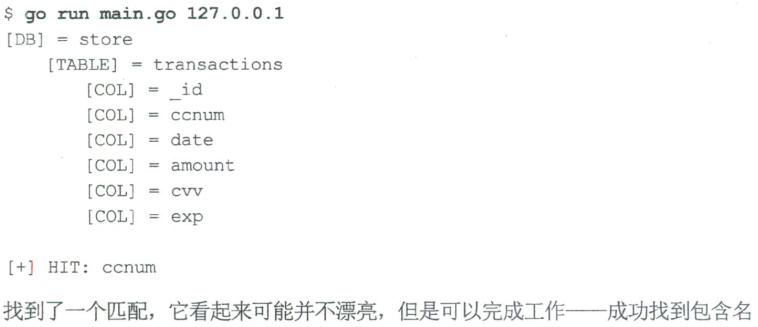 $ go run main.go 127.0.0.1
[DB] = store
[TABLE] = transactions
[COL] = _id
[COL] = ccnum
[COL] = date
[COL] = amount
[COL] = cvv
[COL] = exp
[+] HIT: ccnum
找到了一个匹配，它看起来可能并不漂亮，但是可以完成工作——成功找到包含名